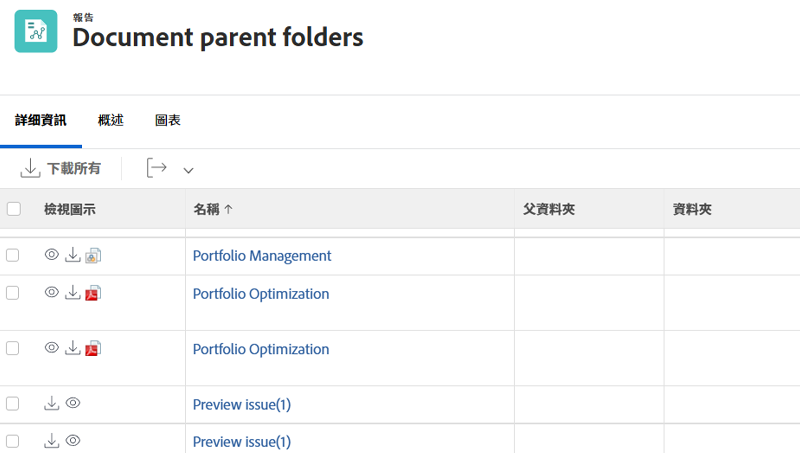 報告
Document parent folders
詳細資訊 概述 圖表
下載所有
檢視圖示 名稱 父資料夾 資料夾
Portfolio Management
Portfolio Optimization
Portfolio Optimization
Preview issue(1)
Preview issue(1)